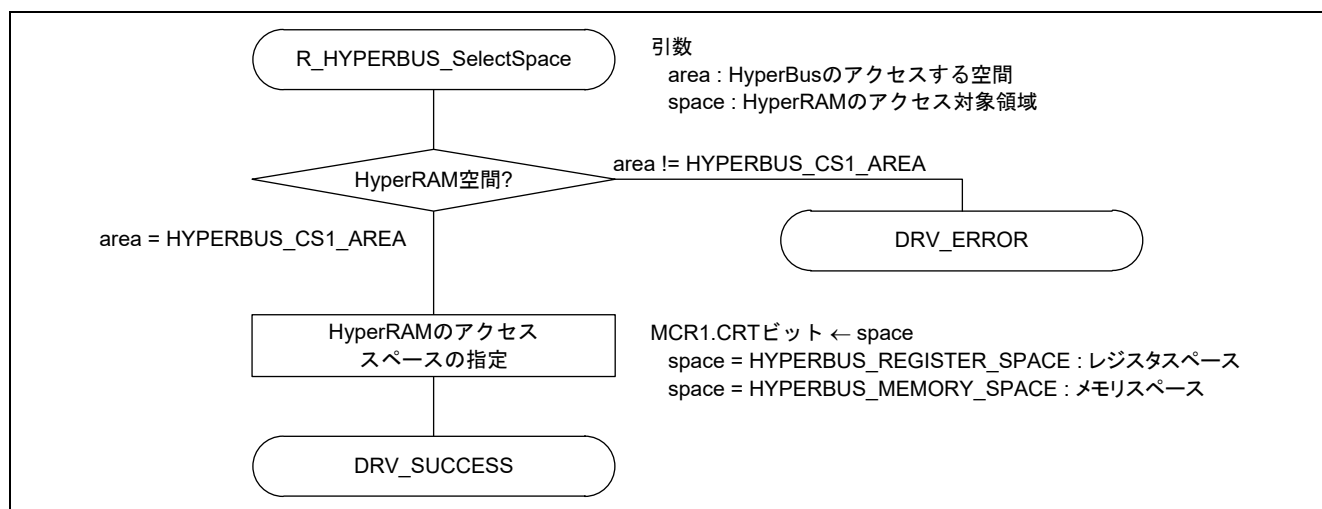 R_HYPERBUS_SelectSpace
引数
area : HyperBusのアクセスする空間
space : HyperRAMのアクセス対象領域
HyperRAM空間?
area != HYPERBUS_CS1_AREA
area = HYPERBUS_CS1_AREA
DRV_ERROR
HyperRAMのアクセス
スペースの指定
MCR1.CRTビット ← space
space = HYPERBUS_REGISTER_SPACE : レジスタスペース
space = HYPERBUS_MEMORY_SPACE : メモリスペース
DRV_SUCCESS